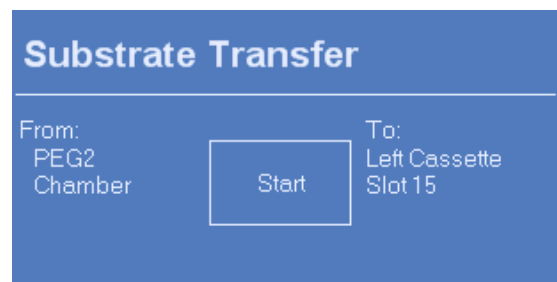 Substrate Transfer
From:
PEG2
Chamber
Start
To:
Left Cassette
Slot 15